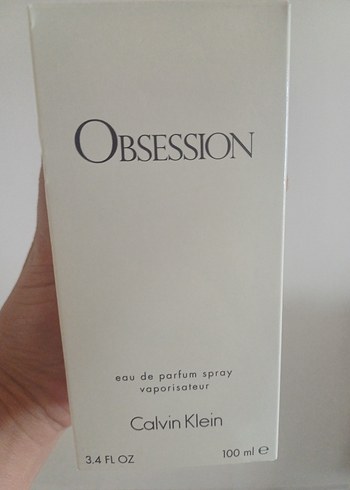 OBSESSION
eau de parfum spray
vaporisateur
Calvin Klein
3.4 FL OZ 100 ml ℮